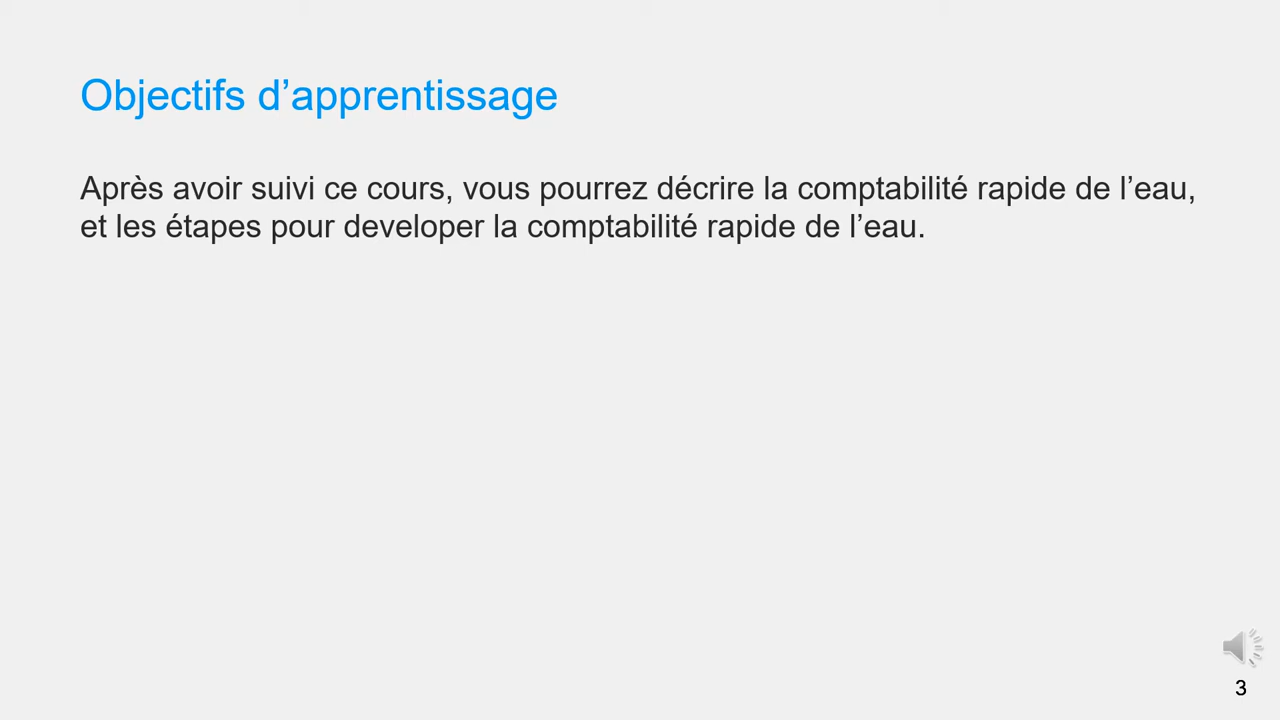 Objectifs d’apprentissage
Après avoir suivi ce cours, vous pourrez décrire la comptabilité rapide de l’eau,
et les étapes pour developer la comptabilité rapide de l’eau.
3